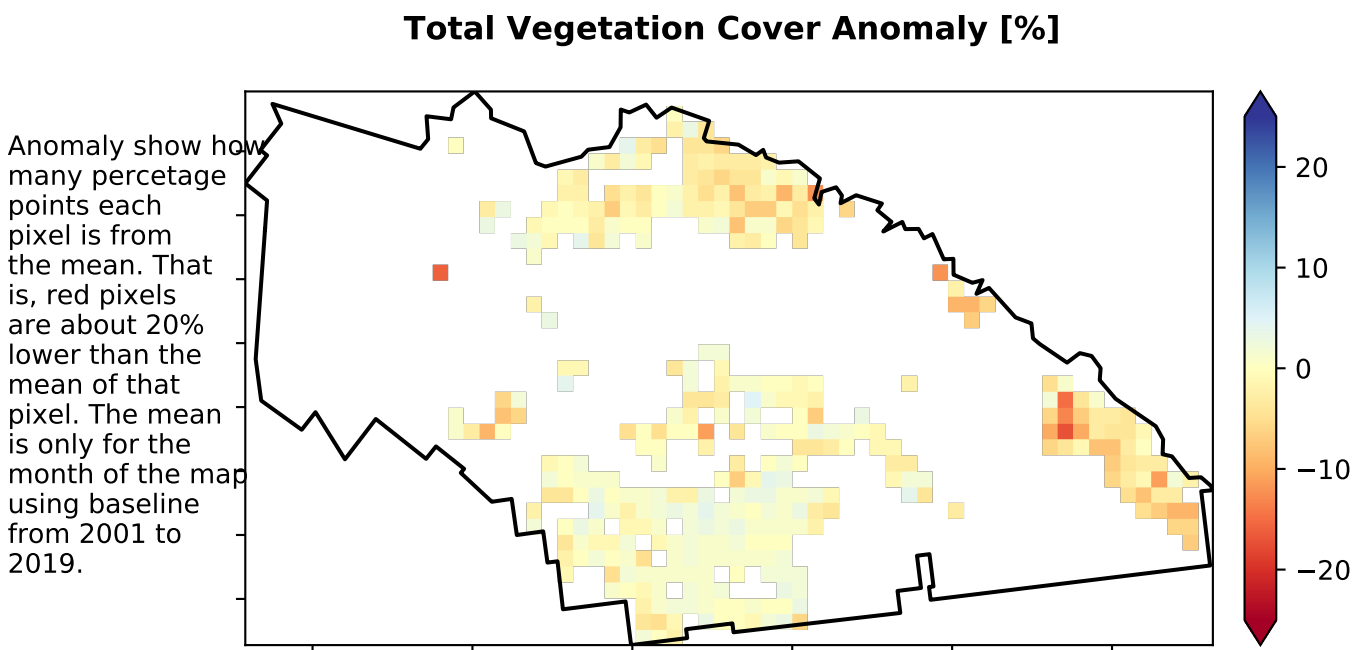 Total Vegetation Cover Anomaly [%]
Anomaly show how
many percetage
points each
pixel is from
the mean. That
is, red pixels
are about 20%
lower than the
mean of that
pixel. The mean
is only for the
month of the map
using baseline
from 2001 to
2019.
20
10
0
−10
−20